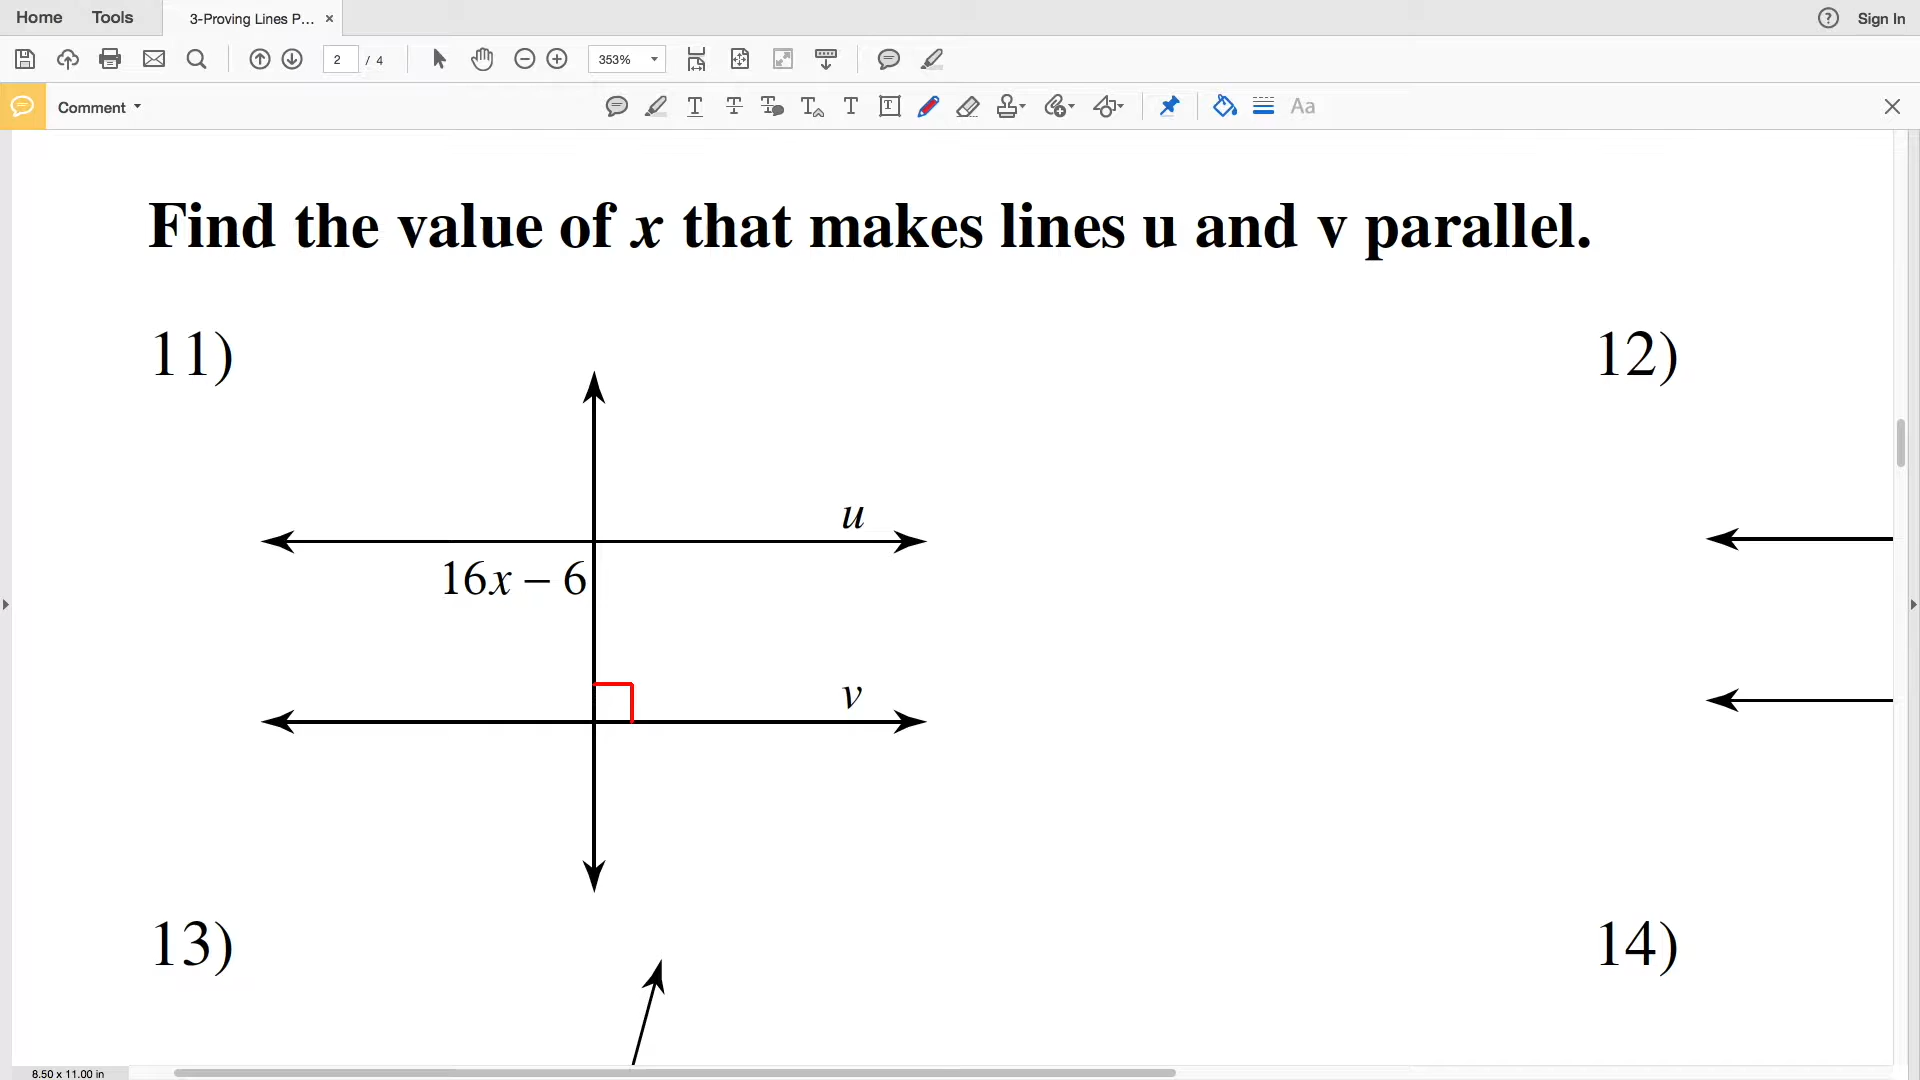 Home Tools 3-Proving Lines P... × ? Sign In
2 / 4 353%
Comment T T T T T T Aa
Find the value of x that makes lines u and v parallel.
11) 12)
u
16x – 6
v
13) 14)
8.50 x 11.00 in